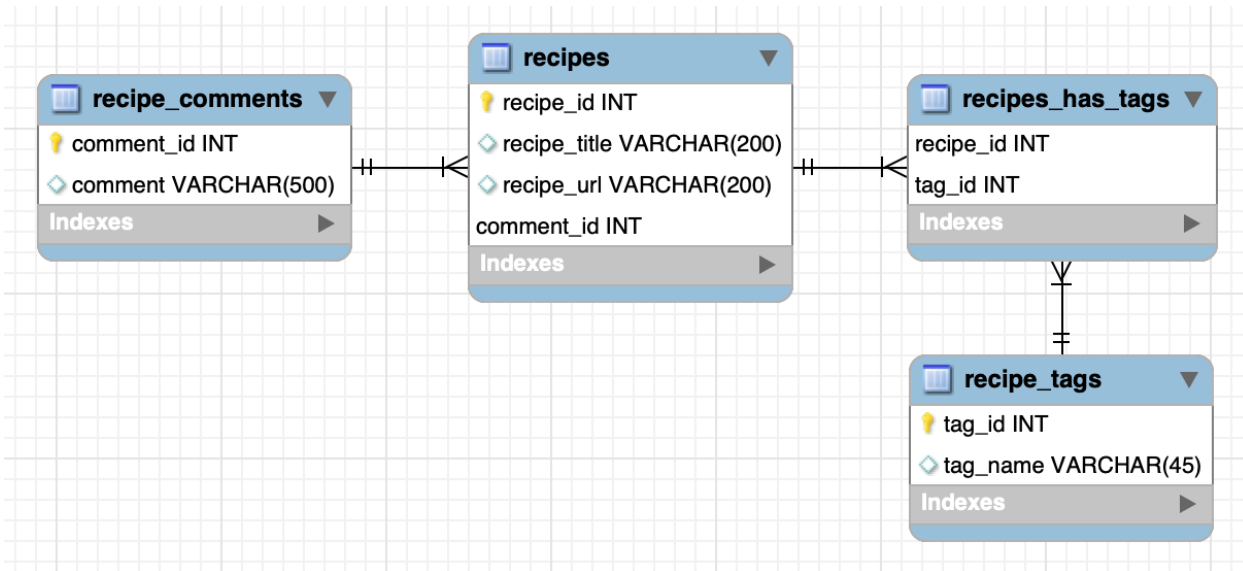 recipe_comments
comment_id INT
comment VARCHAR(500)
Indexes
recipes
recipe_id INT
recipe_title VARCHAR(200)
recipe_url VARCHAR(200)
comment_id INT
Indexes
recipes_has_tags
recipe_id INT
tag_id INT
Indexes
recipe_tags
tag_id INT
tag_name VARCHAR(45)
Indexes